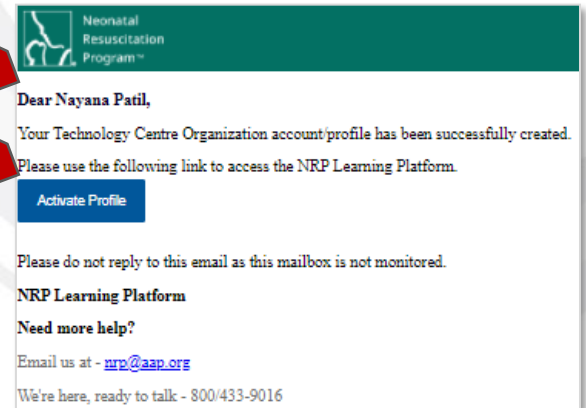 Neonatal
Resuscitation
Program™
Dear Nayana Patil,
Your Technology Centre Organization account/profile has been successfully created.
Please use the following link to access the NRP Learning Platform.
Activate Profile
Please do not reply to this email as this mailbox is not monitored.
NRP Learning Platform
Need more help?
Email us at - nrp@aap.org
We're here, ready to talk - 800/433-9016